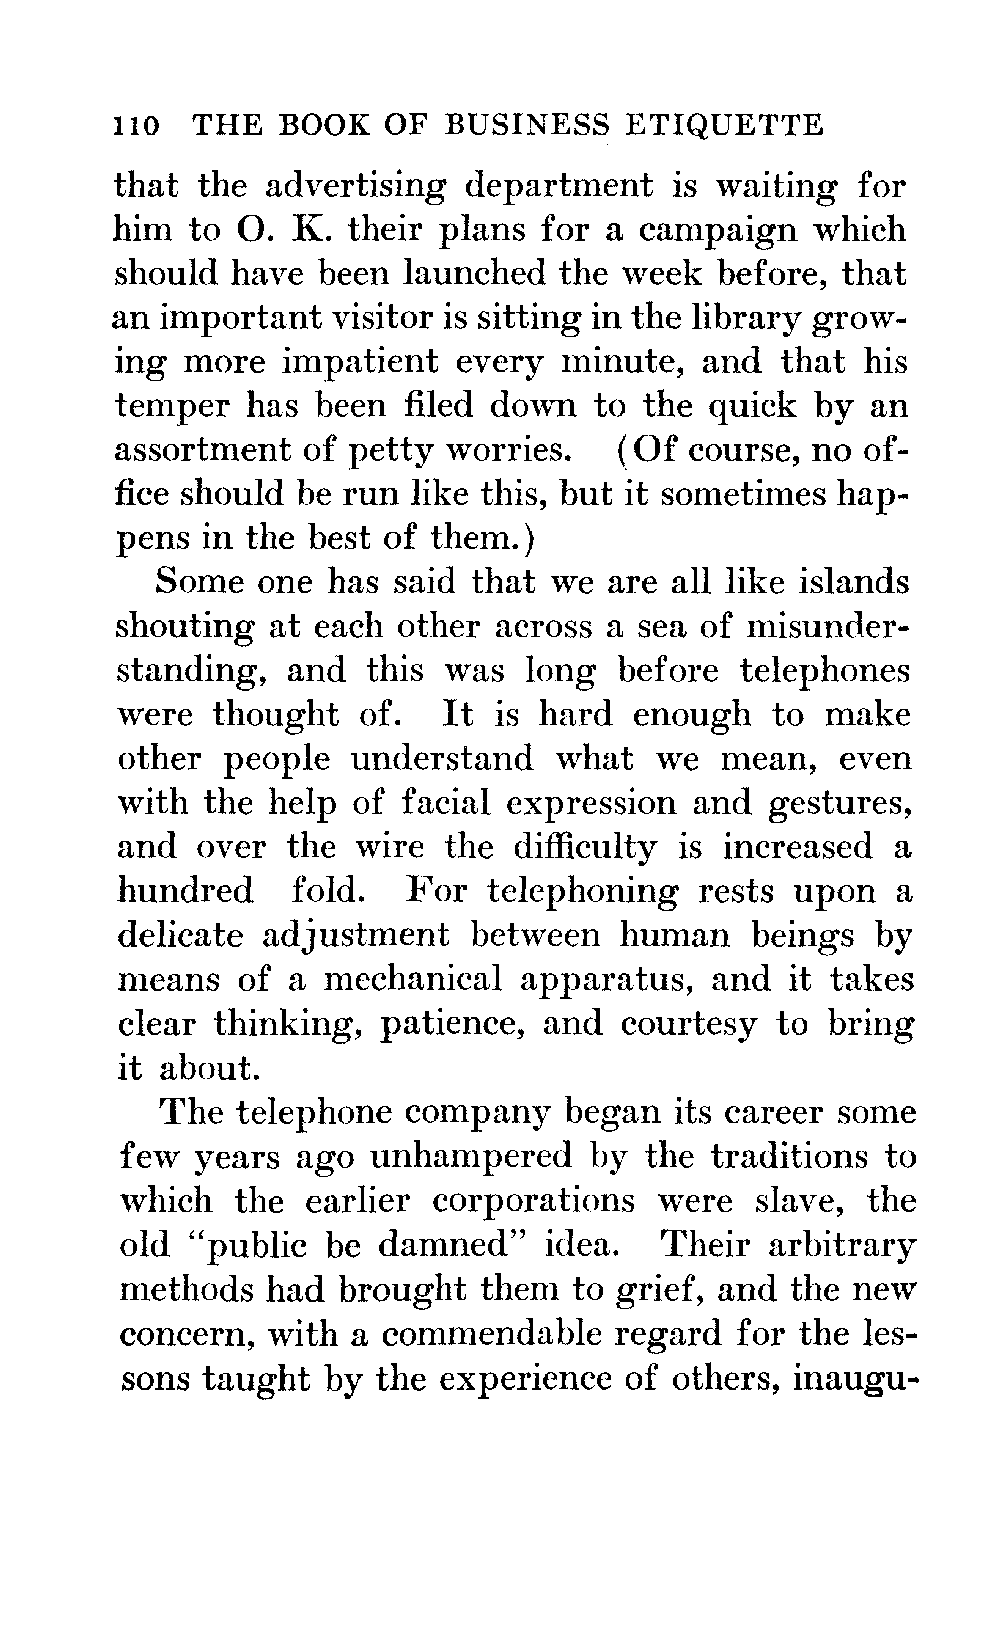 110 THE BOOK OF BUSINESS ETIQUETTE
that the advertising department is waiting for
him to O. K. their plans for a campaign which
should have been launched the week before, that
an important visitor is sitting in the library grow-
ing more impatient every minute, and that his
temper has been filed down to the quick by an
assortment of petty worries. (Of course, no of-
fice should be run like this, but it sometimes hap-
pens in the best of them.)
Some one has said that we are all like islands
shouting at each other across a sea of misunder-
standing, and this was long before telephones
were thought of. It is hard enough to make
other people understand what we mean, even
with the help of facial expression and gestures,
and over the wire the difficulty is increased a
hundred fold. For telephoning rests upon a
delicate adjustment between human beings by
means of a mechanical apparatus, and it takes
clear thinking, patience, and courtesy to bring
it about.
The telephone company began its career some
few years ago unhampered by the traditions to
which the earlier corporations were slave, the
old “public be damned” idea. Their arbitrary
methods had brought them to grief, and the new
concern, with a commendable regard for the les-
sons taught by the experience of others, inaugu-